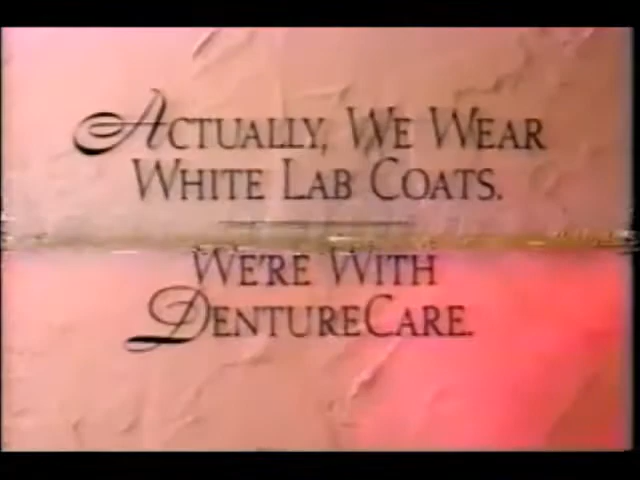 Actually, We Wear
White Lab Coats.
We're With
DentureCare.